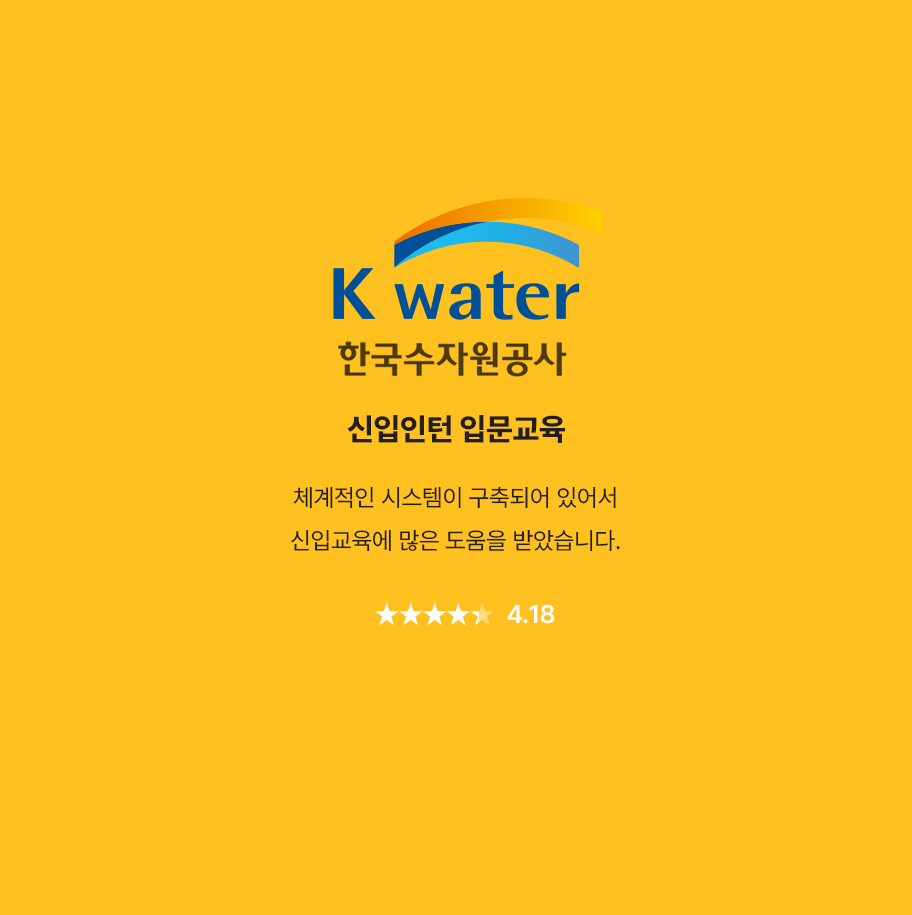 K water
한국수자원공사
신입인턴 입문교육
체계적인 시스템이 구축되어 있어서
신입교육에 많은 도움을 받았습니다.
4.18